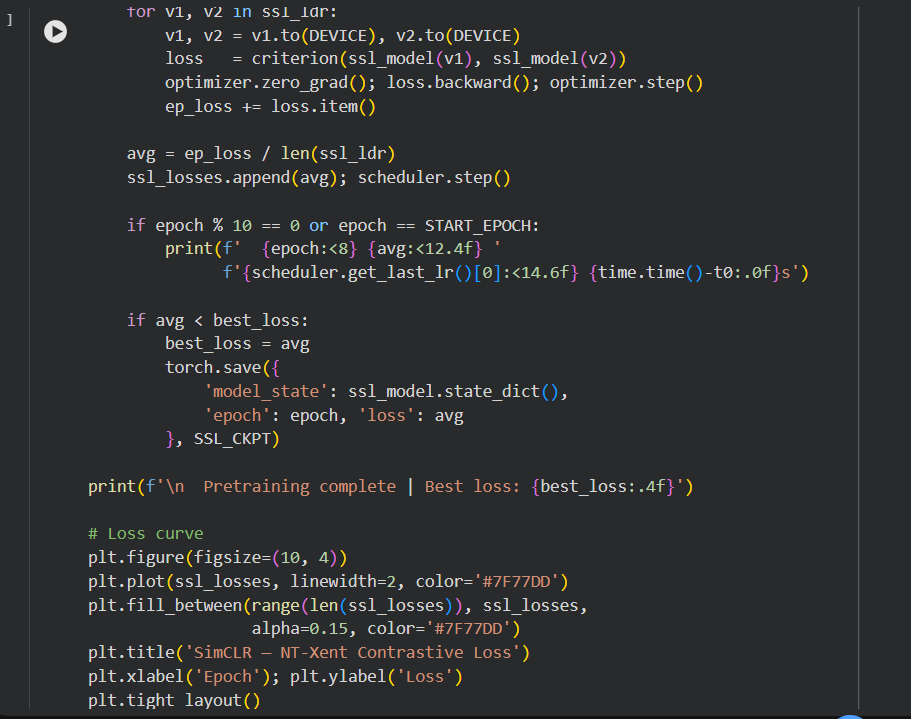 ]
for v1, v2 in ssl_ldr:
v1, v2 = v1.to(DEVICE), v2.to(DEVICE)
loss   = criterion(ssl_model(v1), ssl_model(v2))
optimizer.zero_grad(); loss.backward(); optimizer.step()
ep_loss += loss.item()
avg = ep_loss / len(ssl_ldr)
ssl_losses.append(avg); scheduler.step()
if epoch % 10 == 0 or epoch == START_EPOCH:
print(f'  {epoch:<8} {avg:<12.4f} '
f'{scheduler.get_last_lr()[0]:<14.6f} {time.time()-t0:.0f}s')
if avg < best_loss:
best_loss = avg
torch.save({
'model_state': ssl_model.state_dict(),
'epoch': epoch, 'loss': avg
}, SSL_CKPT)
print(f'\n  Pretraining complete | Best loss: {best_loss:.4f}')
# Loss curve
plt.figure(figsize=(10, 4))
plt.plot(ssl_losses, linewidth=2, color='#7F77DD')
plt.fill_between(range(len(ssl_losses)), ssl_losses,
alpha=0.15, color='#7F77DD')
plt.title('SimCLR — NT-Xent Contrastive Loss')
plt.xlabel('Epoch'); plt.ylabel('Loss')
plt.tight_layout()